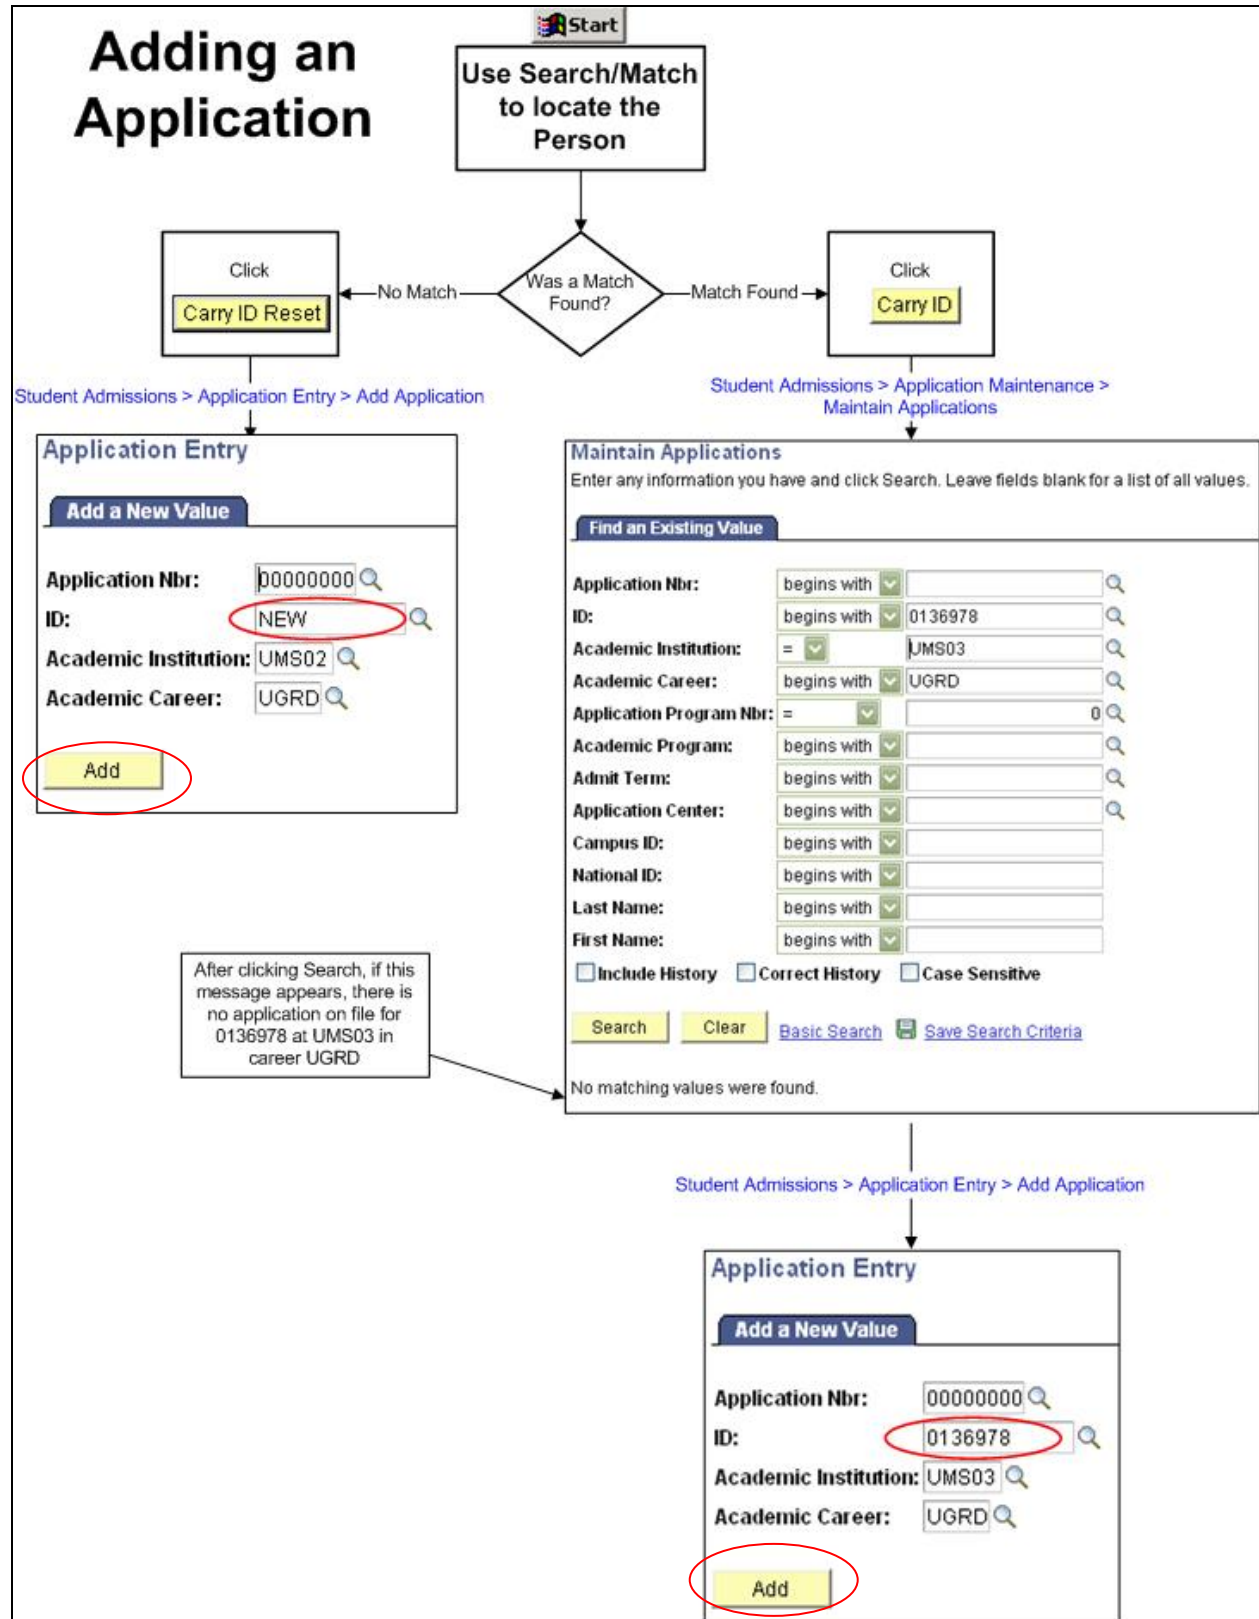 Start
Adding an
Application
Use Search/Match
to locate the
Person
Was a Match
Found?
No Match
Match Found
Click
Carry ID Reset
Click
Carry ID
Student Admissions > Application Entry > Add Application
Student Admissions > Application Maintenance >
Maintain Applications
Application Entry
Add a New Value
Application Nbr: 00000000
ID: NEW
Academic Institution: UMS02
Academic Career: UGRD
Add
Maintain Applications
Enter any information you have and click Search. Leave fields blank for a list of all values.
Find an Existing Value
Application Nbr: begins with
ID: begins with 0136978
Academic Institution: = UMS03
Academic Career: begins with UGRD
Application Program Nbr: = 0
Academic Program: begins with
Admit Term: begins with
Application Center: begins with
Campus ID: begins with
National ID: begins with
Last Name: begins with
First Name: begins with
Include History Correct History Case Sensitive
Search Clear Basic Search Save Search Criteria
No matching values were found.
After clicking Search, if this
message appears, there is
no application on file for
0136978 at UMS03 in
career UGRD
Student Admissions > Application Entry > Add Application
Application Entry
Add a New Value
Application Nbr: 00000000
ID: 0136978
Academic Institution: UMS03
Academic Career: UGRD
Add